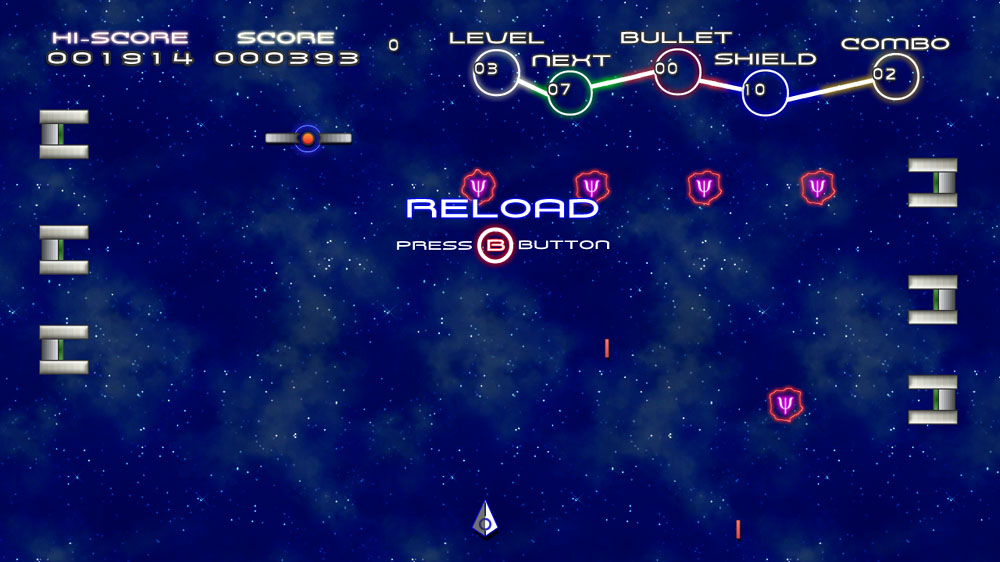 HI-SCORE
001914
SCORE
000393
0
LEVEL
03
NEXT
07
BULLET
00
SHIELD
10
COMBO
02
Ψ Ψ Ψ Ψ
RELOAD
PRESS B BUTTON
Ψ